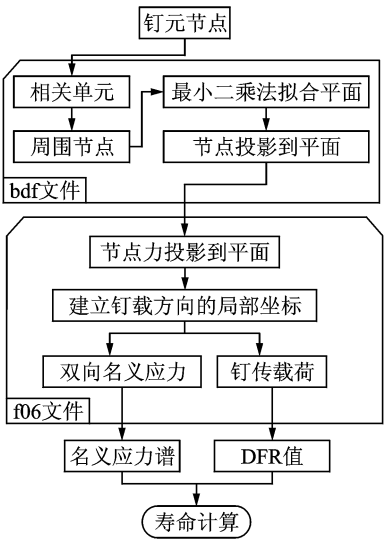 钉元节点
相关单元
最小二乘法拟合平面
周围节点
节点投影到平面
bdf文件
节点力投影到平面
建立钉载方向的局部坐标
双向名义应力
钉传载荷
f06文件
名义应力谱
DFR值
寿命计算